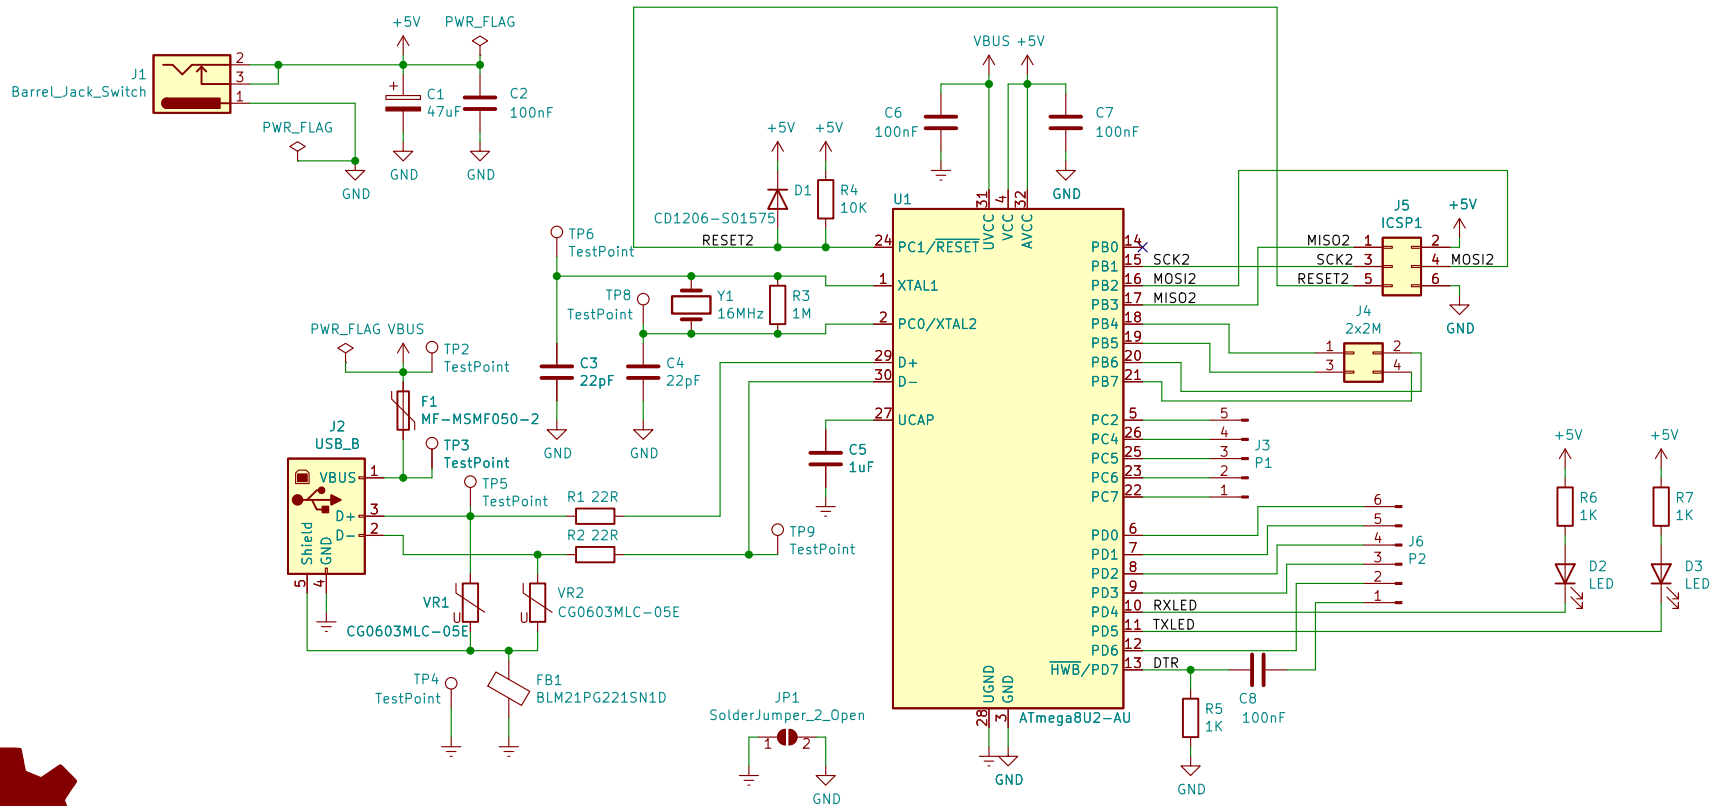 J1
Barrel_Jack_Switch
2
3
1
PWR_FLAG
GND
+5V
PWR_FLAG
+
C1
47uF
C2
100nF
GND
GND
VBUS +5V
C6
100nF
C7
100nF
GND
+5V
+5V
D1
CD1206-S01575
R4
10K
RESET2
TP6
TestPoint
TP8
TestPoint
Y1
16MHz
R3
1M
C3
22pF
C4
22pF
GND
GND
PWR_FLAG VBUS
TP2
TestPoint
F1
MF-MSMF050-2
J2
USB_B
TP3
TestPoint
VBUS
1
D+
3
D-
2
Shield
GND
5
4
TP5
TestPoint
R1 22R
R2 22R
TP9
TestPoint
C5
1uF
VR1
U
CG0603MLC-05E
VR2
U
CG0603MLC-05E
TP4
TestPoint
FB1
BLM21PG221SN1D
JP1
SolderJumper_2_Open
1
2
GND
U1
31
4
32
UVCC
VCC
AVCC
24
PC1/RESET
1
XTAL1
2
PC0/XTAL2
29
D+
30
D-
27
UCAP
PB0
14
PB1
15
SCK2
PB2
16
MOSI2
PB3
17
MISO2
PB4
18
PB5
19
PB6
20
PB7
21
PC2
5
PC4
26
PC5
25
PC6
23
PC7
22
PD0
6
PD1
7
PD2
8
PD3
9
PD4
10
RXLED
PD5
11
TXLED
PD6
12
HWB/PD7
13
DTR
UGND
GND
28
3
ATmega8U2-AU
GND
J5
ICSP1
+5V
MISO2
1
2
SCK2
3
4
MOSI2
RESET2
5
6
GND
J4
2x2M
1
2
3
4
5
4
3
2
1
J3
P1
6
5
4
3
2
1
J6
P2
+5V
R6
1K
D2
LED
+5V
R7
1K
D3
LED
C8
100nF
R5
1K
GND